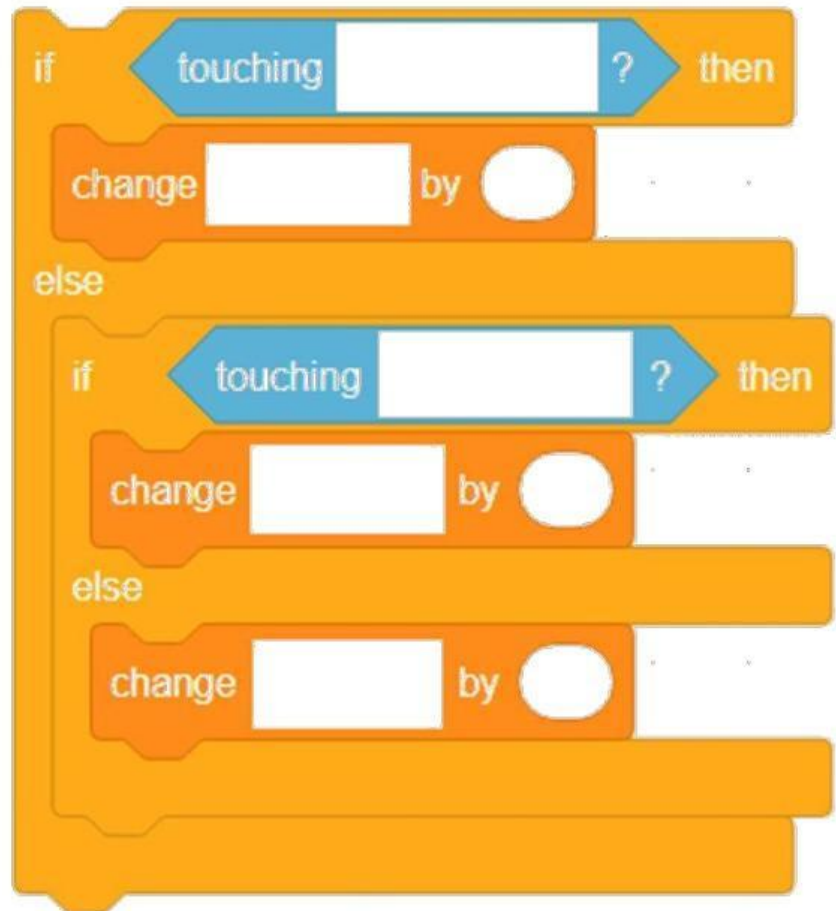 if touching ? then
change by
else
if touching ? then
change by
else
change by